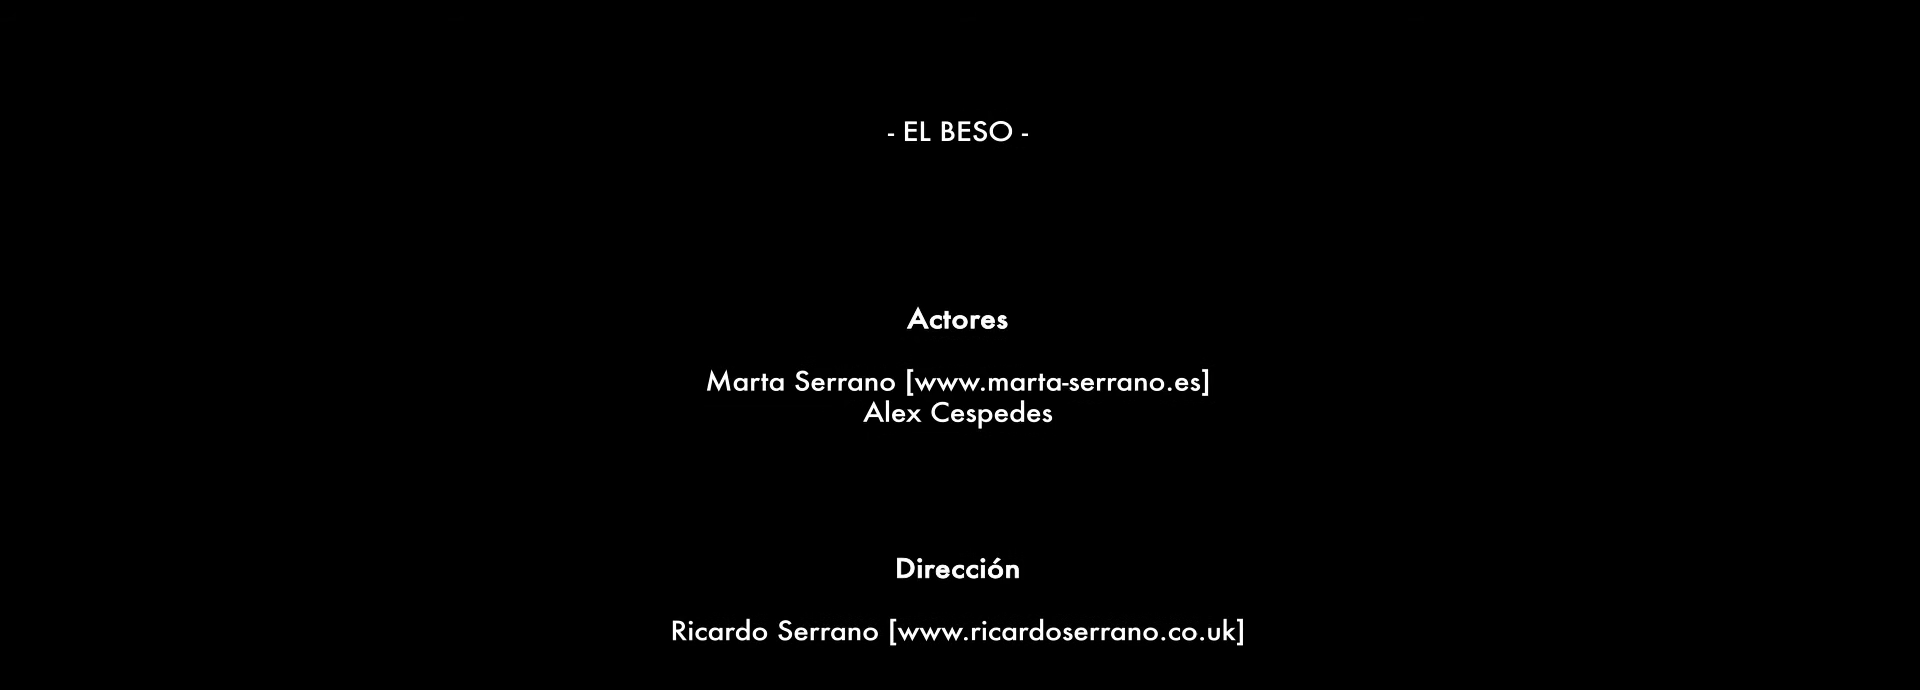 - EL BESO -
Actores
Marta Serrano [www.marta-serrano.es]
Alex Cespedes
Dirección
Ricardo Serrano [www.ricardoserrano.co.uk]